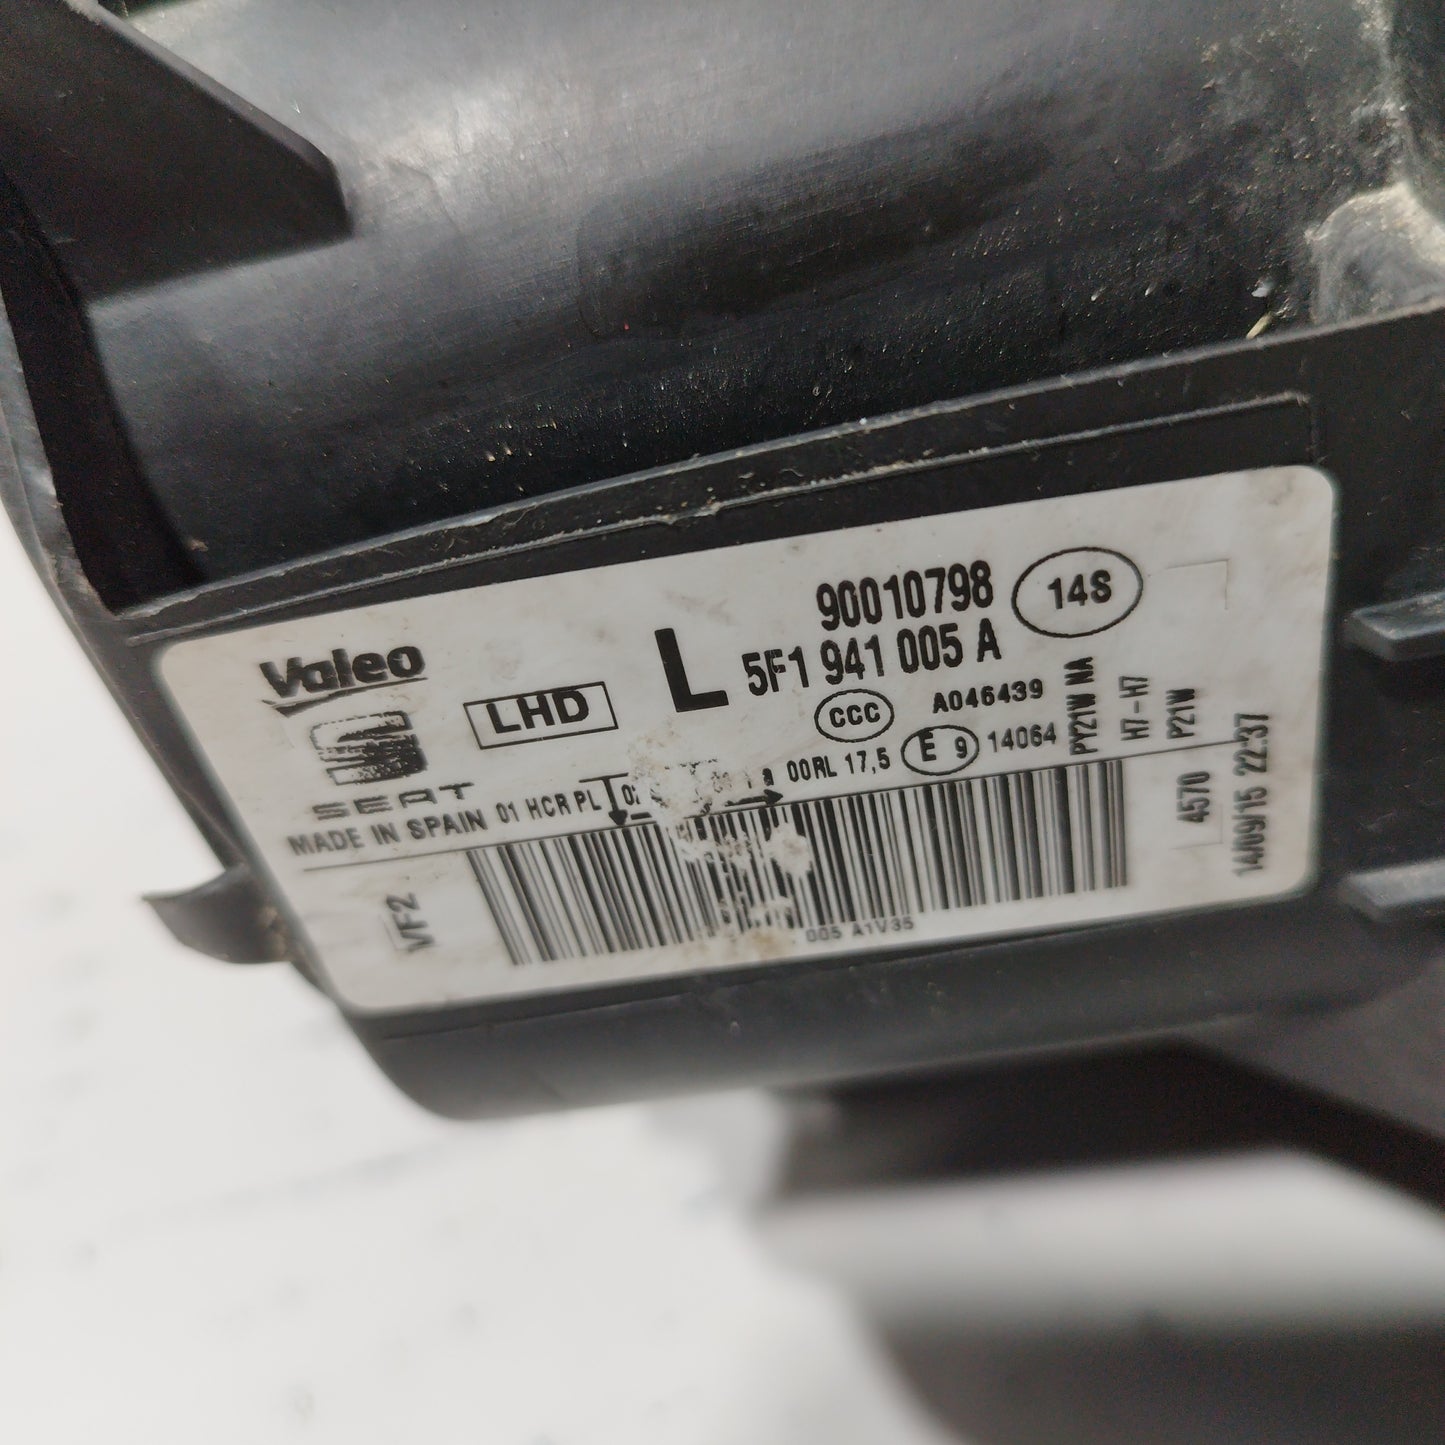 90010798 14S
Valeo LHD L 5F1 941 005 A
CCC A046439
SEAT
MADE IN SPAIN 01 HCR PL 00RL 17,5 E 9 14064
PY21W NA
H7-H7
P21W
VF2
4570
14/09/15 22:37
005 A1V35